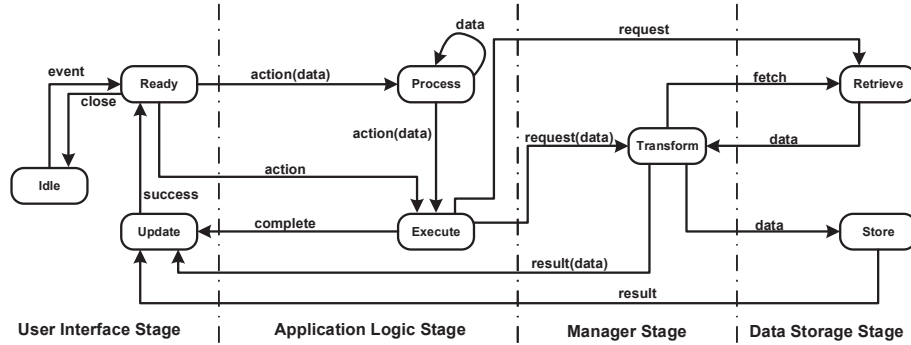 data
request
event
Ready
action(data)
Process
fetch
Retrieve
close
action(data)
request(data)
Transform
data
Idle
action
success
Update
complete
Execute
data
Store
result(data)
result
User Interface Stage
Application Logic Stage
Manager Stage
Data Storage Stage